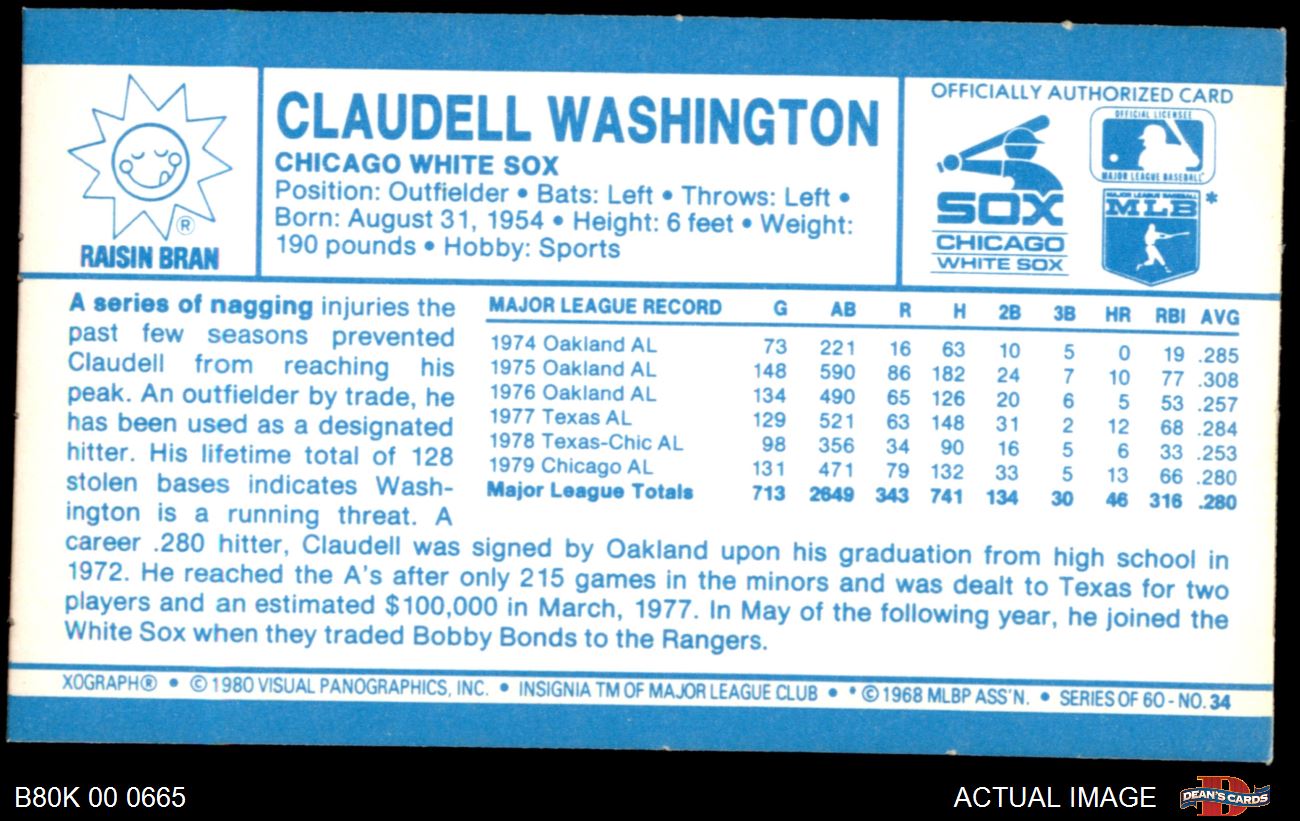 RAISIN BRAN
®
CLAUDELL WASHINGTON
CHICAGO WHITE SOX
Position: Outfielder • Bats: Left • Throws: Left •
Born: August 31, 1954 • Height: 6 feet • Weight:
190 pounds • Hobby: Sports
OFFICIALLY AUTHORIZED CARD
SOX
CHICAGO
WHITE SOX
OFFICIAL LICENSEE
MAJOR LEAGUE BASEBALL
MAJOR LEAGUE BASEBALL
MLB *
A series of nagging injuries the
past few seasons prevented
Claudell from reaching his
peak. An outfielder by trade, he
has been used as a designated
hitter. His lifetime total of 128
stolen bases indicates Wash-
ington is a running threat. A
career .280 hitter, Claudell was signed by Oakland upon his graduation from high school in
1972. He reached the A's after only 215 games in the minors and was dealt to Texas for two
players and an estimated $100,000 in March, 1977. In May of the following year, he joined the
White Sox when they traded Bobby Bonds to the Rangers.
MAJOR LEAGUE RECORD G AB R H 2B 3B HR RBI AVG
1974 Oakland AL 73 221 16 63 10 5 0 19 .285
1975 Oakland AL 148 590 86 182 24 7 10 77 .308
1976 Oakland AL 134 490 65 126 20 6 5 53 .257
1977 Texas AL 129 521 63 148 31 2 12 68 .284
1978 Texas-Chic AL 98 356 34 90 16 5 6 33 .253
1979 Chicago AL 131 471 79 132 33 5 13 66 .280
Major League Totals 713 2649 343 741 134 30 46 316 .280
XOGRAPH® • © 1980 VISUAL PANOGRAPHICS, INC. • INSIGNIA TM OF MAJOR LEAGUE CLUB • * © 1968 MLBP ASS'N. • SERIES OF 60 - NO. 34
B80K 00 0665
ACTUAL IMAGE
D
DEAN'S CARDS